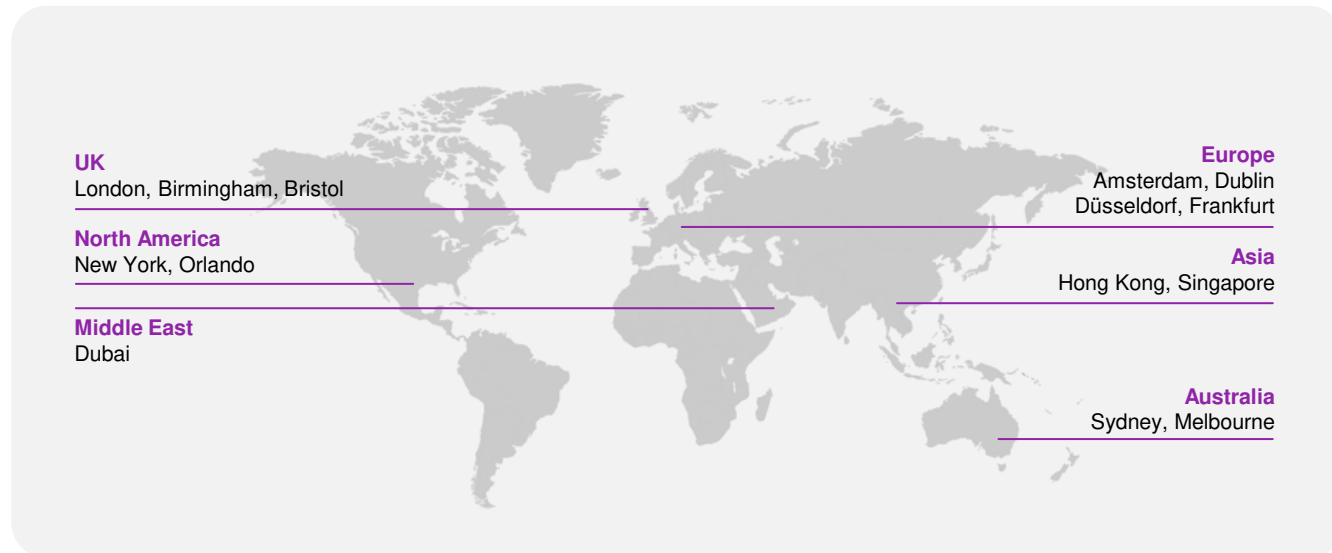 UK
London, Birmingham, Bristol
North America
New York, Orlando
Middle East
Dubai
Europe
Amsterdam, Dublin
Düsseldorf, Frankfurt
Asia
Hong Kong, Singapore
Australia
Sydney, Melbourne